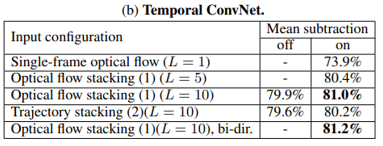 (b) Temporal ConvNet.
Input configuration Mean subtraction
off on
Single-frame optical flow (L = 1) - 73.9%
Optical flow stacking (1) (L = 5) - 80.4%
Optical flow stacking (1) (L = 10) 79.9% 81.0%
Trajectory stacking (2)(L = 10) 79.6% 80.2%
Optical flow stacking (1)(L = 10), bi-dir. - 81.2%